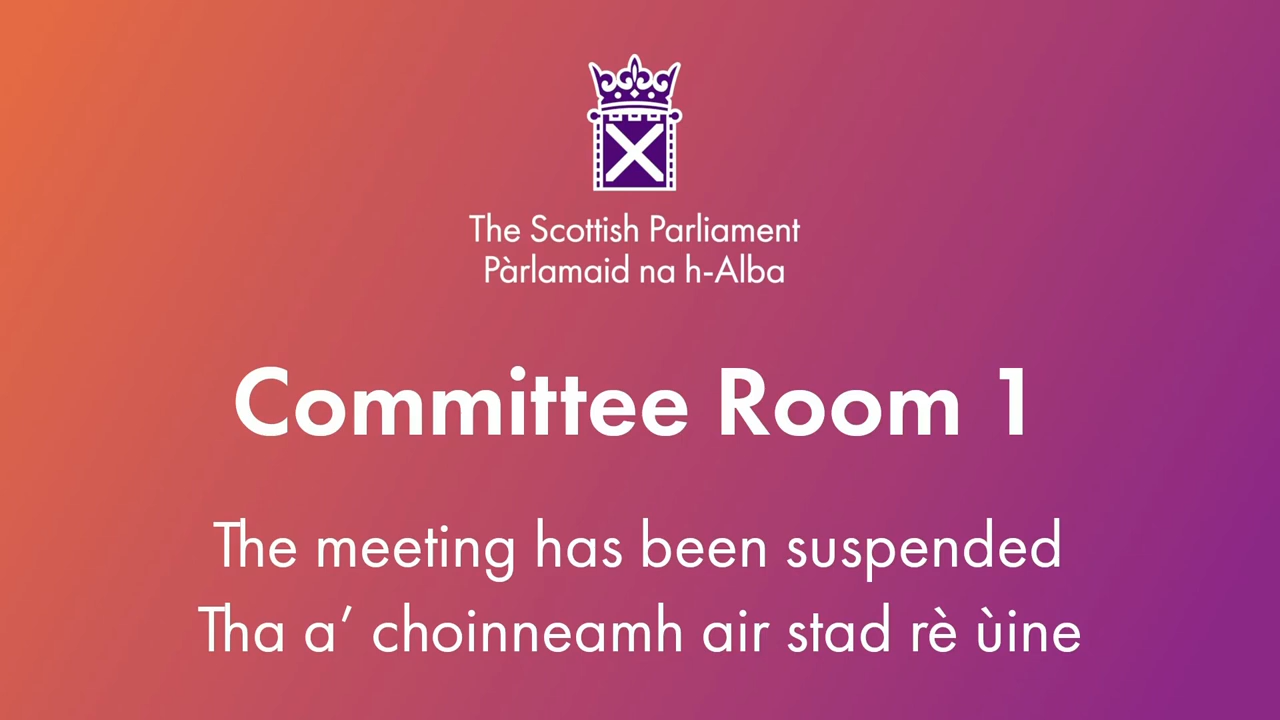 The Scottish Parliament
Pàrlamaid na h-Alba
Committee Room 1
The meeting has been suspended
Tha a’ choinneamh air stad rè ùine